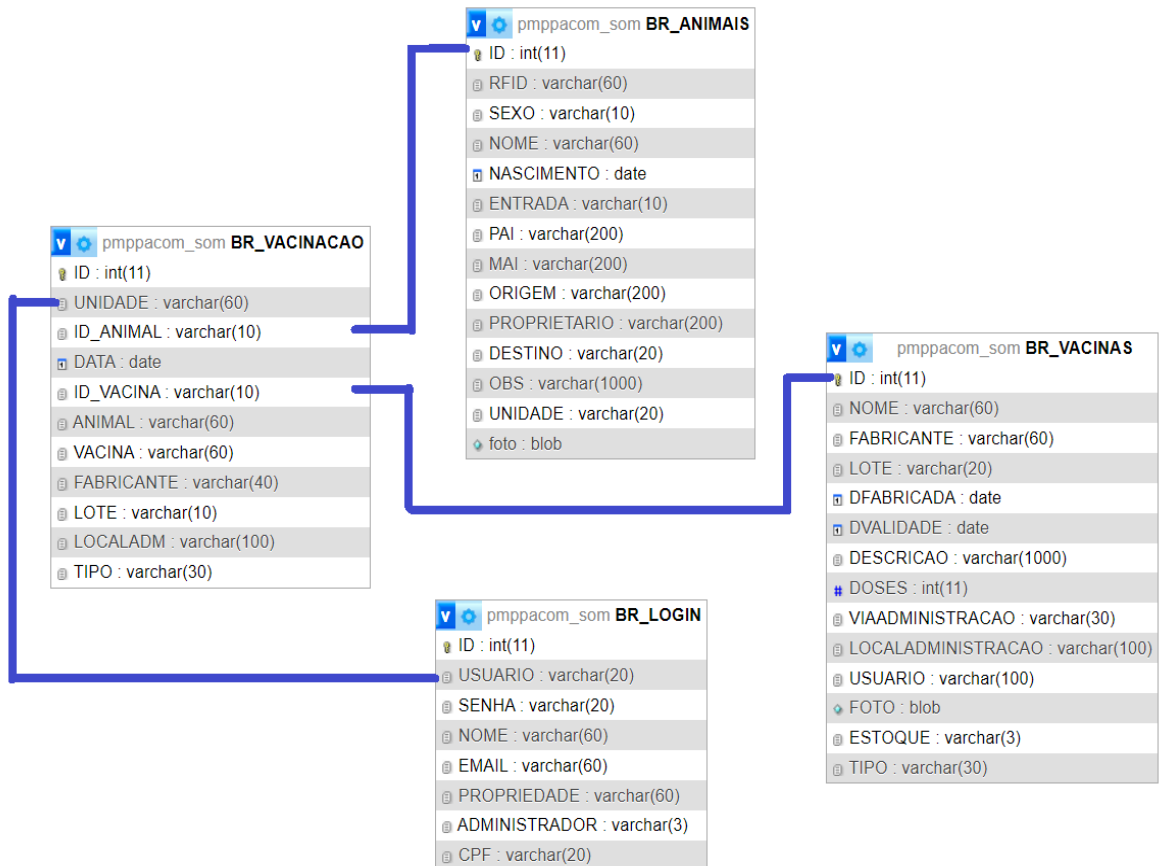 pmppacom_som BR_ANIMAIS
ID : int(11)
RFID : varchar(60)
SEXO : varchar(10)
NOME : varchar(60)
NASCIMENTO : date
ENTRADA : varchar(10)
PAI : varchar(200)
MAI : varchar(200)
ORIGEM : varchar(200)
PROPRIETARIO : varchar(200)
DESTINO : varchar(20)
OBS : varchar(1000)
UNIDADE : varchar(20)
foto : blob
pmppacom_som BR_VACINACAO
ID : int(11)
UNIDADE : varchar(60)
ID_ANIMAL : varchar(10)
DATA : date
ID_VACINA : varchar(10)
ANIMAL : varchar(60)
VACINA : varchar(60)
FABRICANTE : varchar(40)
LOTE : varchar(10)
LOCALADM : varchar(100)
TIPO : varchar(30)
pmppacom_som BR_VACINAS
ID : int(11)
NOME : varchar(60)
FABRICANTE : varchar(60)
LOTE : varchar(20)
DFABRICADA : date
DVALIDADE : date
DESCRICAO : varchar(1000)
DOSES : int(11)
VIAADMINISTRACAO : varchar(30)
LOCALADMINISTRACAO : varchar(100)
USUARIO : varchar(100)
FOTO : blob
ESTOQUE : varchar(3)
TIPO : varchar(30)
pmppacom_som BR_LOGIN
ID : int(11)
USUARIO : varchar(20)
SENHA : varchar(20)
NOME : varchar(60)
EMAIL : varchar(60)
PROPRIEDADE : varchar(60)
ADMINISTRADOR : varchar(3)
CPF : varchar(20)